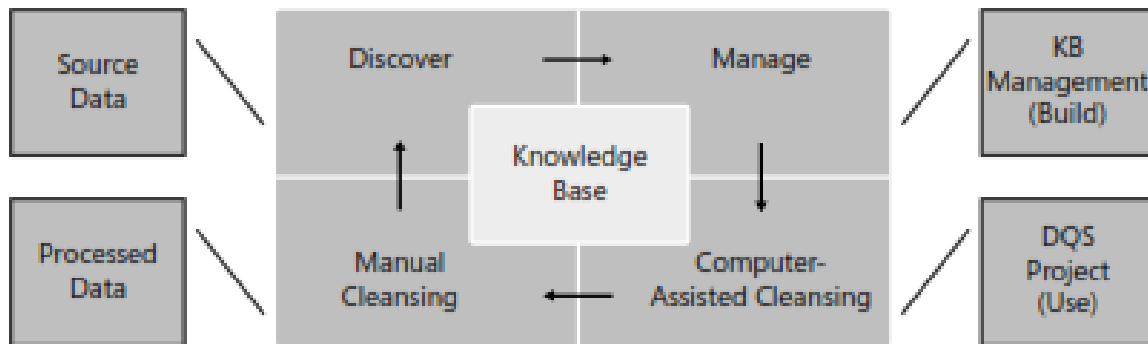 Source
Data
Discover
Manage
KB
Management
(Build)
Knowledge
Base
Processed
Data
Manual
Cleansing
Computer-
Assisted Cleansing
DQS
Project
(Use)